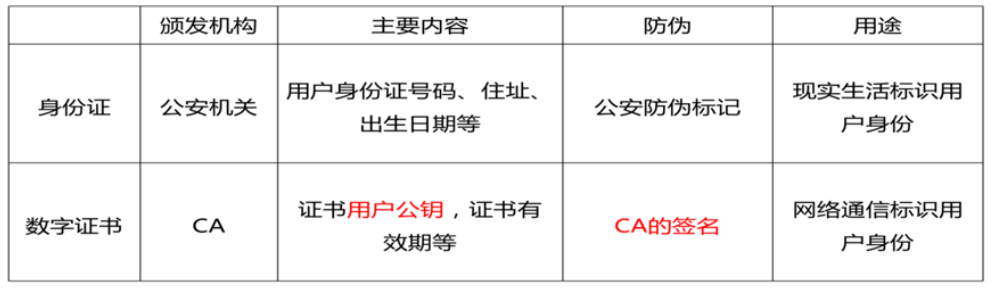 颁发机构 主要内容 防伪 用途
身份证 公安机关 用户身份证号码、住址、出生日期等 公安防伪标记 现实生活标识用户身份
数字证书 CA 证书用户公钥，证书有效期等 CA的签名 网络通信标识用户身份